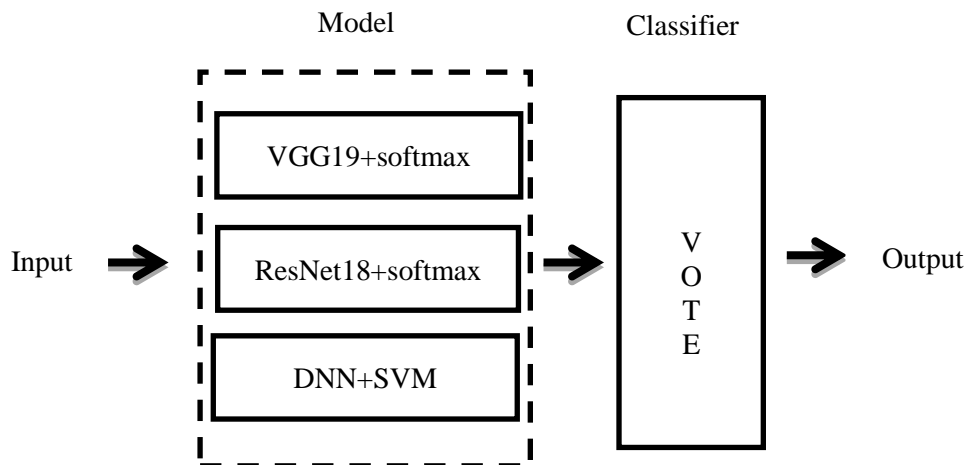 Model
Classifier
VGG19+softmax
Input
ResNet18+softmax
V
O
T
E
Output
DNN+SVM